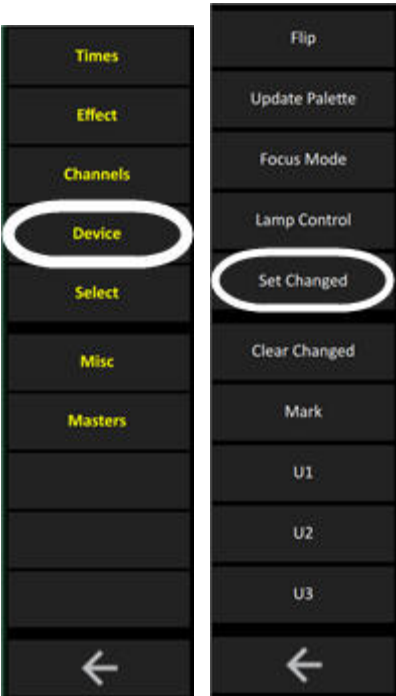 Times
Effect
Channels
Device
Select
Misc
Masters
Flip
Update Palette
Focus Mode
Lamp Control
Set Changed
Clear Changed
Mark
U1
U2
U3